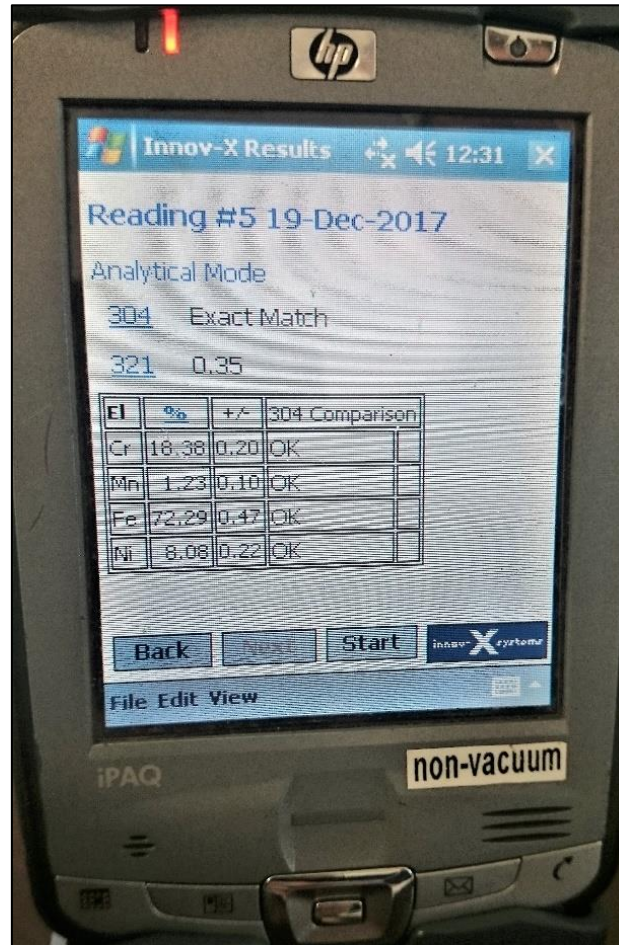 hp
Innov-X Results 12:31
Reading #5 19-Dec-2017
Analytical Mode
304 Exact Match
321 0.35
El % +/- 304 Comparison
Cr 18.38 0.20 OK
Mn 1.23 0.10 OK
Fe 72.29 0.47 OK
Ni 8.08 0.22 OK
Back Next Start innov-X systems
File Edit View
iPAQ non-vacuum